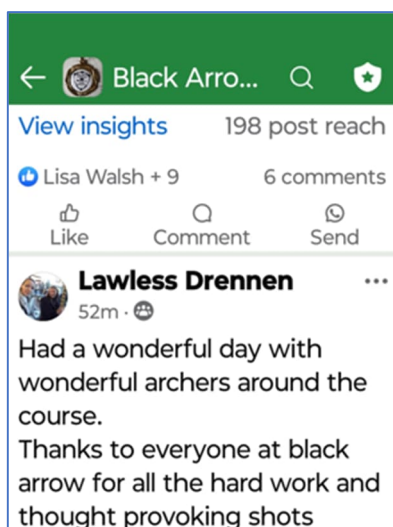 Black Arro...
View insights 198 post reach
Lisa Walsh + 9 6 comments
Like Comment Send
Lawless Drennen
52m ·
Had a wonderful day with
wonderful archers around the
course.
Thanks to everyone at black
arrow for all the hard work and
thought provoking shots